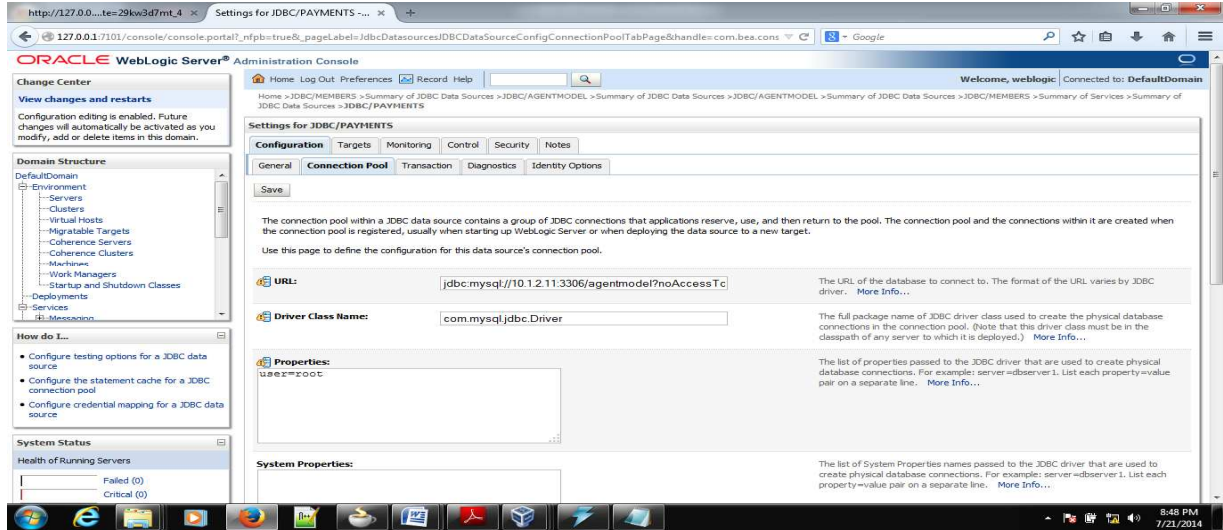 http://127.0.0....te=29kw3d7mt_4 ×
Settings for JDBC/PAYMENTS -... ×
127.0.0.1:7101/console/console.portal?_nfpb=true&_pageLabel=JdbcDatasourcesJDBCDataSourceConfigConnectionPoolTabPage&handle=com.bea.cons
Google
ORACLE WebLogic Server® Administration Console
Change Center
View changes and restarts
Configuration editing is enabled. Future
changes will automatically be activated as you
modify, add or delete items in this domain.
Domain Structure
DefaultDomain
Environment
Servers
Clusters
Virtual Hosts
Migratable Targets
Coherence Servers
Coherence Clusters
Machines
Work Managers
Startup and Shutdown Classes
Deployments
Services
Messaging
How do I...
Configure testing options for a JDBC data
source
Configure the statement cache for a JDBC
connection pool
Configure credential mapping for a JDBC data
source
System Status
Health of Running Servers
Failed (0)
Critical (0)
Home Log Out Preferences Record Help
Welcome, weblogic Connected to: DefaultDomain
Home >JDBC/MEMBERS >Summary of JDBC Data Sources >JDBC/AGENTMODEL >Summary of JDBC Data Sources >JDBC/AGENTMODEL >Summary of JDBC Data Sources >JDBC/MEMBERS >Summary of Services >Summary of
JDBC Data Sources >JDBC/PAYMENTS
Settings for JDBC/PAYMENTS
Configuration Targets Monitoring Control Security Notes
General Connection Pool Transaction Diagnostics Identity Options
Save
The connection pool within a JDBC data source contains a group of JDBC connections that applications reserve, use, and then return to the pool. The connection pool and the connections within it are created when
the connection pool is registered, usually when starting up WebLogic Server or when deploying the data source to a new target.
Use this page to define the configuration for this data source's connection pool.
URL:
jdbc:mysql://10.1.2.11:3306/agentmodel?noAccessTo
The URL of the database to connect to. The format of the URL varies by JDBC
driver. More Info...
Driver Class Name:
com.mysql.jdbc.Driver
The full package name of JDBC driver class used to create the physical database
connections in the connection pool. (Note that this driver class must be in the
classpath of any server to which it is deployed.) More Info...
Properties:
user=root
The list of properties passed to the JDBC driver that are used to create physical
database connections. For example: server=dbserver1. List each property=value
pair on a separate line. More Info...
System Properties:
The list of System Properties names passed to the JDBC driver that are used to
create physical database connections. For example: server=dbserver1. List each
property=value pair on a separate line. More Info...
8:48 PM
7/21/2014